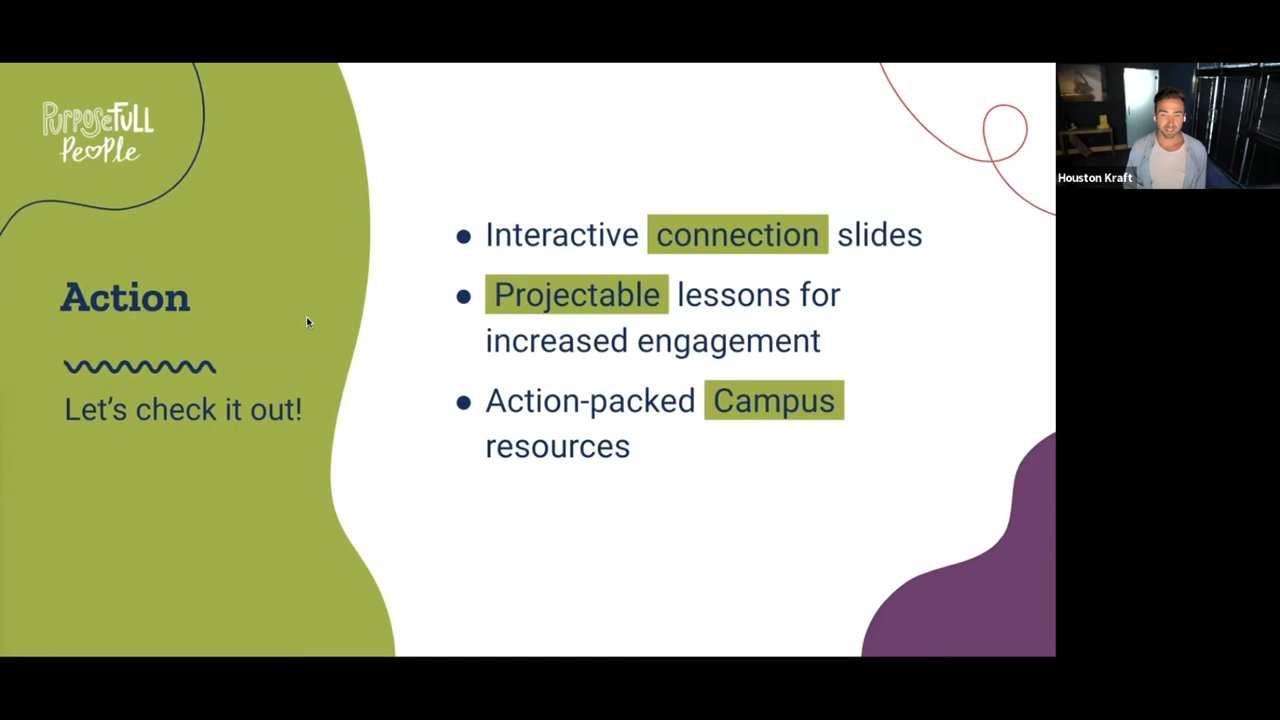 PurposeFULL
People
Action
Let's check it out!
● Interactive connection slides
● Projectable lessons for
increased engagement
● Action-packed Campus
resources
Houston Kraft